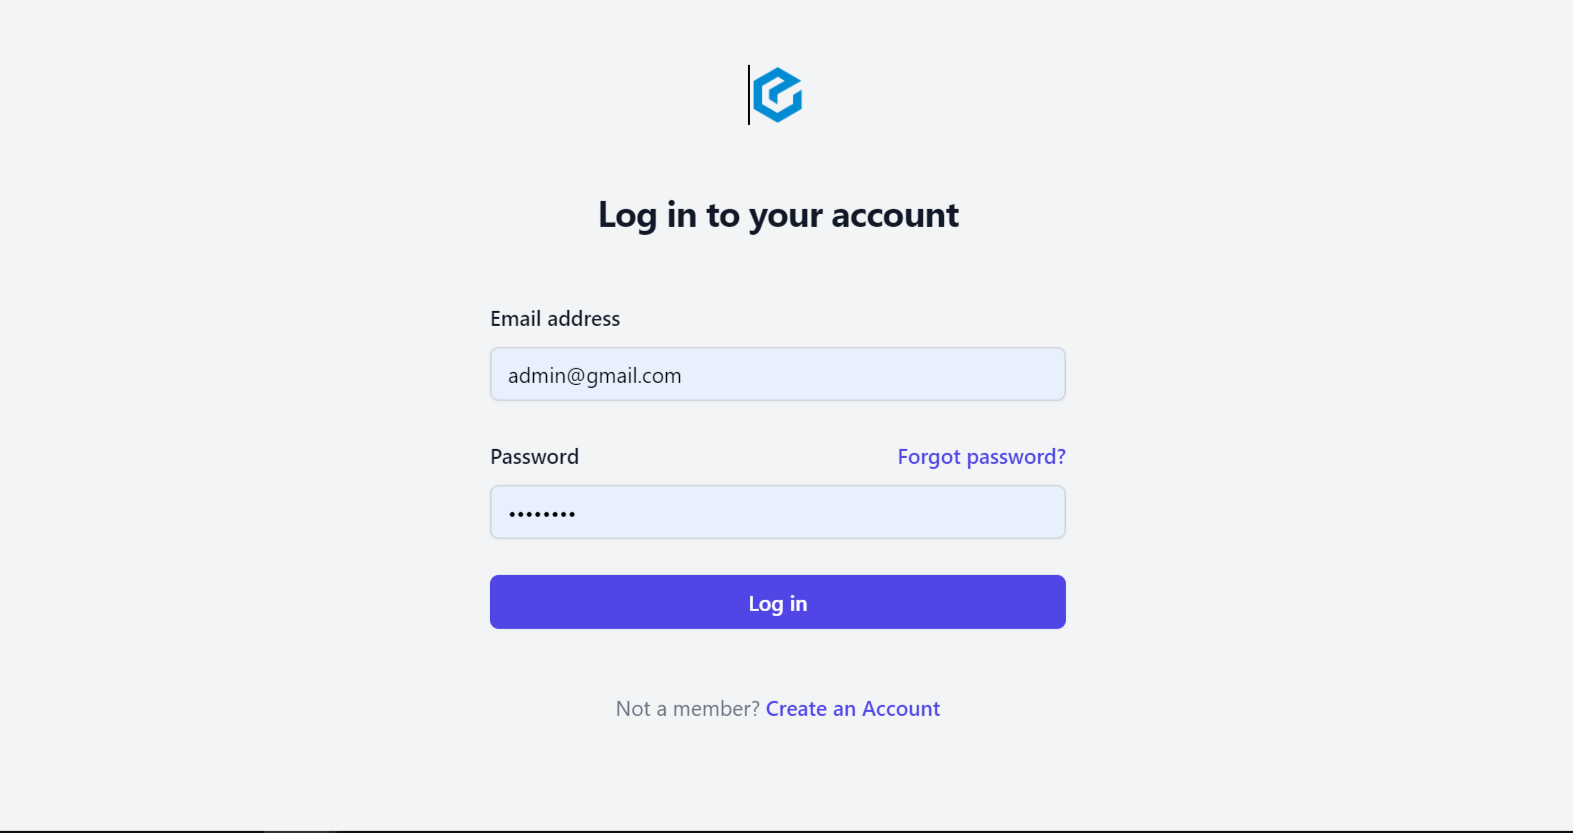 Log in to your account
Email address
admin@gmail.com
Password Forgot password?
••••••••
Log in
Not a member? Create an Account